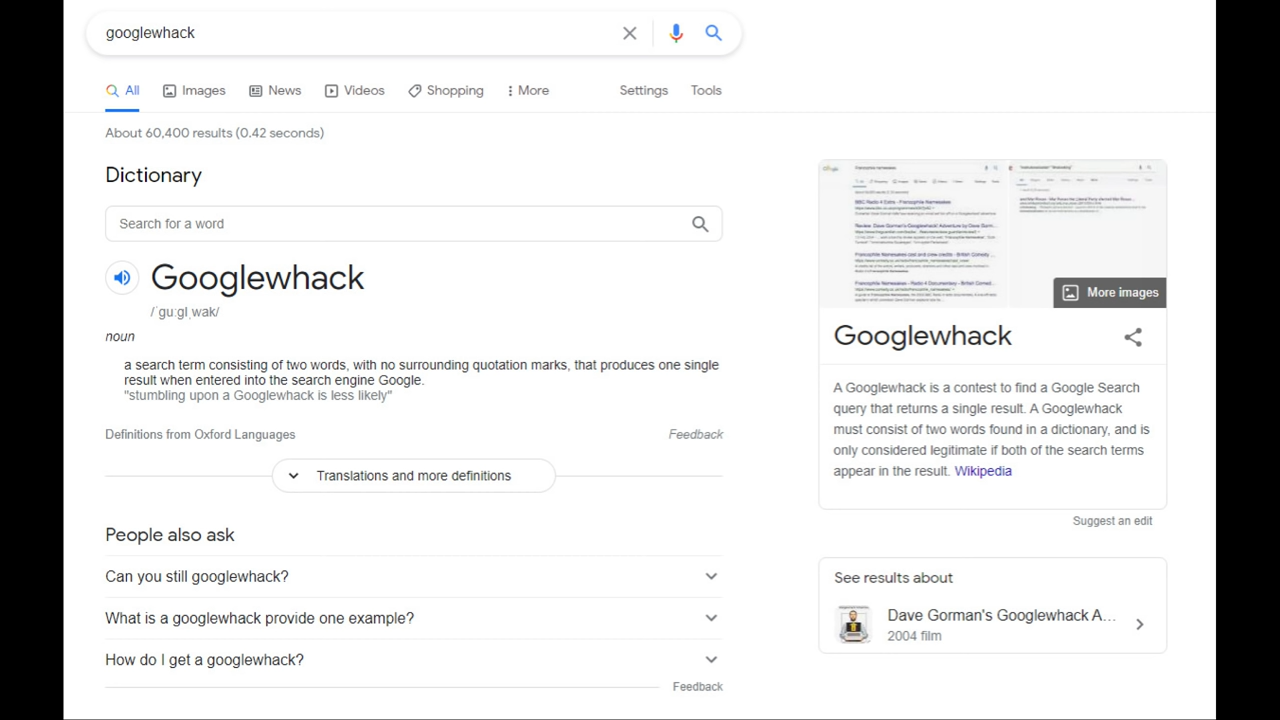 googlewhack
All
Images
News
Videos
Shopping
More
Settings
Tools
About 60,400 results (0.42 seconds)
Dictionary
Search for a word
Googlewhack
/ˈɡuːɡlˌwak/
noun
a search term consisting of two words, with no surrounding quotation marks, that produces one single
result when entered into the search engine Google.
"stumbling upon a Googlewhack is less likely"
Definitions from Oxford Languages
Feedback
Translations and more definitions
People also ask
Can you still googlewhack?
What is a googlewhack provide one example?
How do I get a googlewhack?
Feedback
More images
Googlewhack
A Googlewhack is a contest to find a Google Search
query that returns a single result. A Googlewhack
must consist of two words found in a dictionary, and is
only considered legitimate if both of the search terms
appear in the result. Wikipedia
Suggest an edit
See results about
Dave Gorman's Googlewhack A...
2004 film